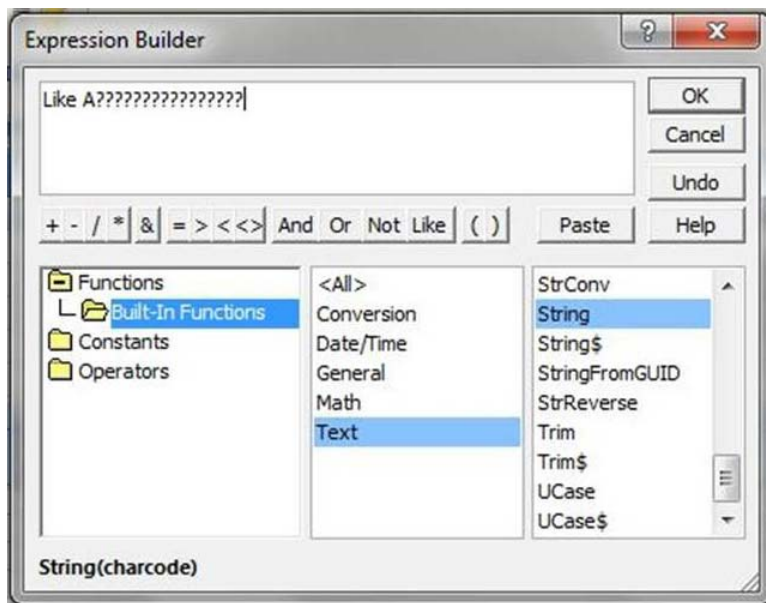 Expression Builder
Like A????????????????
OK
Cancel
Undo
+ - / * & = > < <> And Or Not Like ( ) Paste Help
Functions
Built-In Functions
Constants
Operators
<All>
Conversion
Date/Time
General
Math
Text
StrConv
String
String$
StringFromGUID
StrReverse
Trim
Trim$
UCase
UCase$
String(charcode)